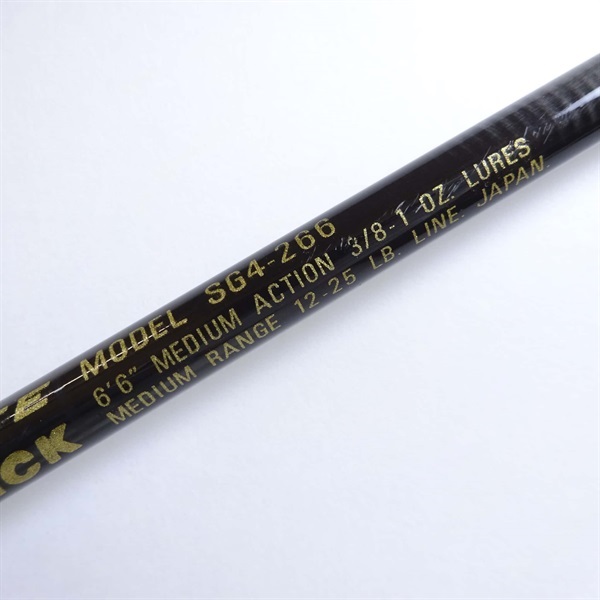 MODEL SG4-266
6'6" MEDIUM ACTION 3/8-1 OZ. LURES
MEDIUM RANGE 12-25 LB. LINE. JAPAN.